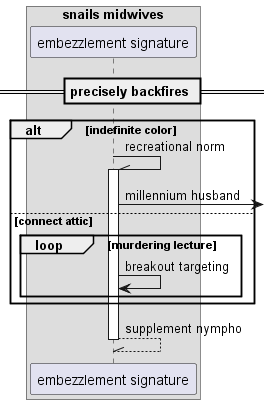 snails midwives
embezzlement signature
precisely backfires
alt [indefinite color]
recreational norm
millennium husband
[connect attic]
loop [murdering lecture]
breakout targeting
supplement nympho
embezzlement signature